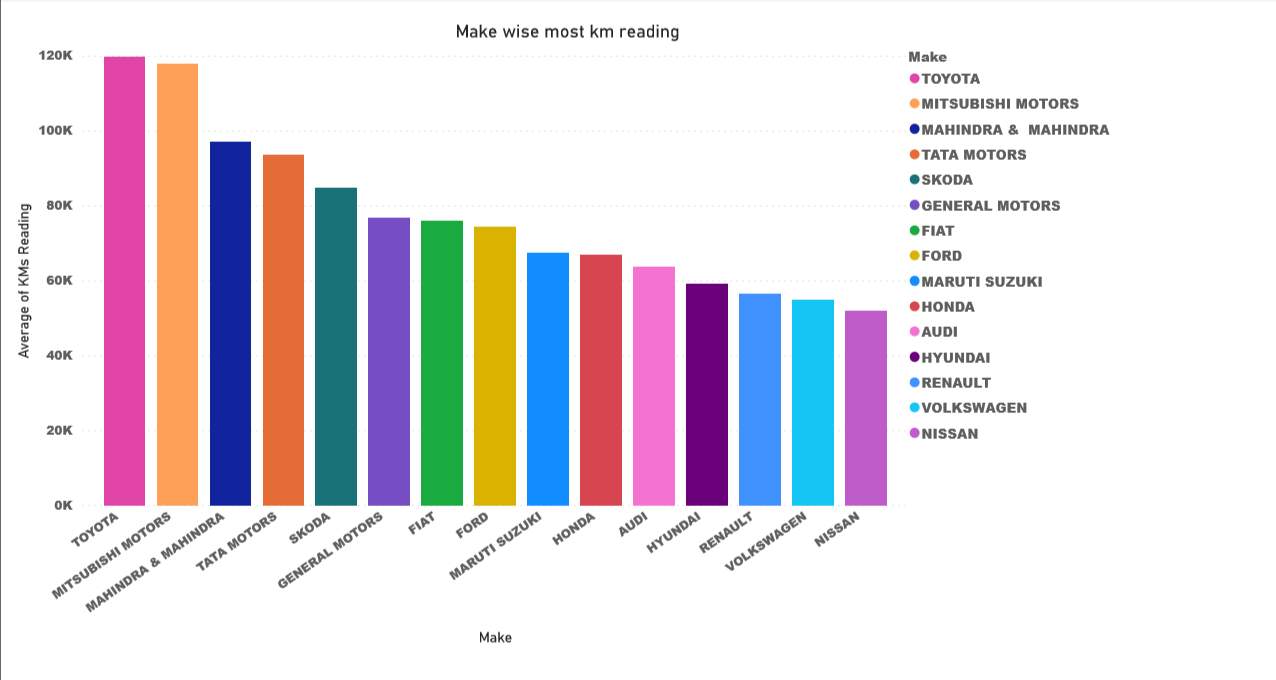 Make wise most km reading
Average of KMs Reading
120K
100K
80K
60K
40K
20K
0K
TOYOTA
MITSUBISHI MOTORS
MAHINDRA & MAHINDRA
TATA MOTORS
SKODA
GENERAL MOTORS
FIAT
FORD
MARUTI SUZUKI
HONDA
AUDI
HYUNDAI
RENAULT
VOLKSWAGEN
NISSAN
Make
Make
TOYOTA
MITSUBISHI MOTORS
MAHINDRA &  MAHINDRA
TATA MOTORS
SKODA
GENERAL MOTORS
FIAT
FORD
MARUTI SUZUKI
HONDA
AUDI
HYUNDAI
RENAULT
VOLKSWAGEN
NISSAN